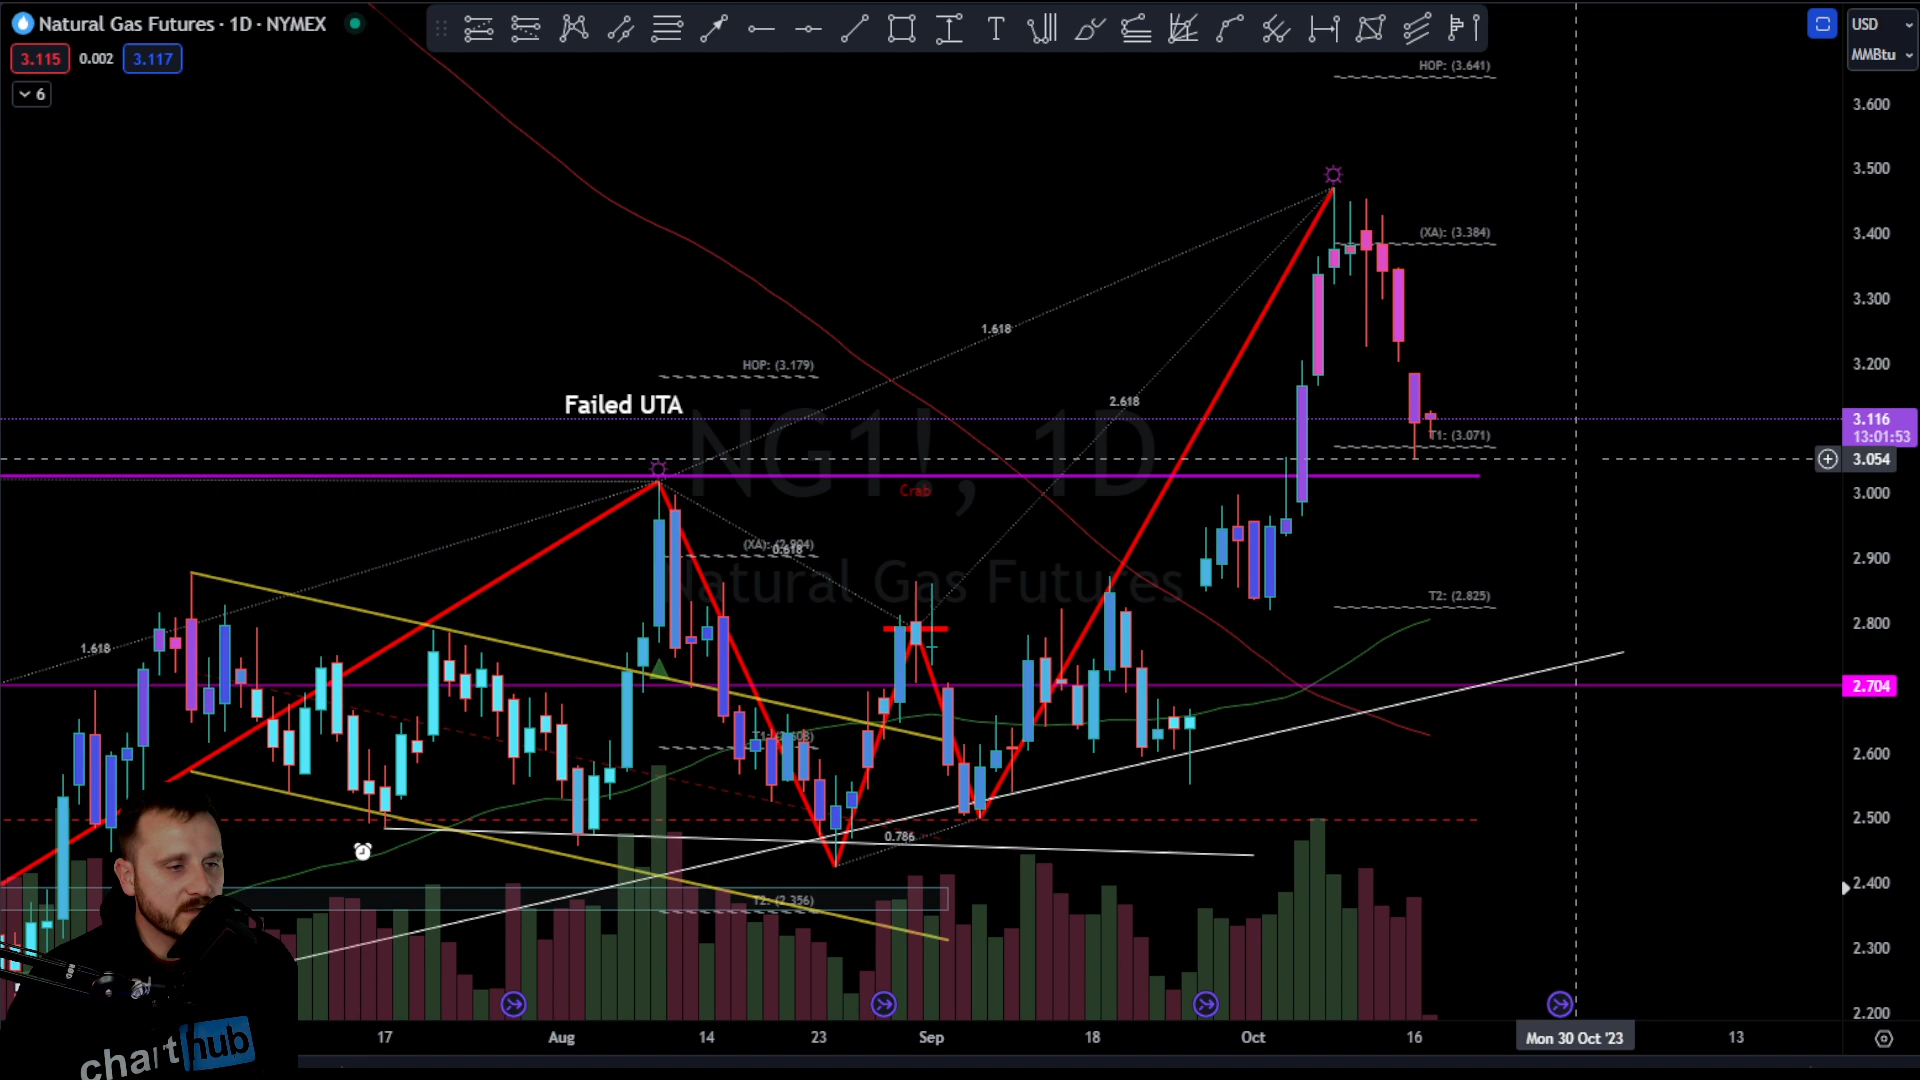 Natural Gas Futures · 1D · NYMEX
USD
3.115 0.002 3.117
MMBtu
6
HOP: (3.641)
3.600
3.500
(XA): (3.384)
3.400
1.618
3.300
HOP: (3.179)
3.200
Failed UTA
2.618
NG1!, 1D
3.116
13:01:53
T1: (3.071)
3.054
Crab
3.000
(XA): (2.904)
0.618
2.900
Natural Gas Futures
T2: (2.825)
2.800
1.618
2.704
T1: (2.608)
2.600
2.500
0.786
2.400
T2: (2.356)
2.300
2.200
17 Aug 14 23 Sep 18 Oct 16 Mon 30 Oct '23 13
charthub